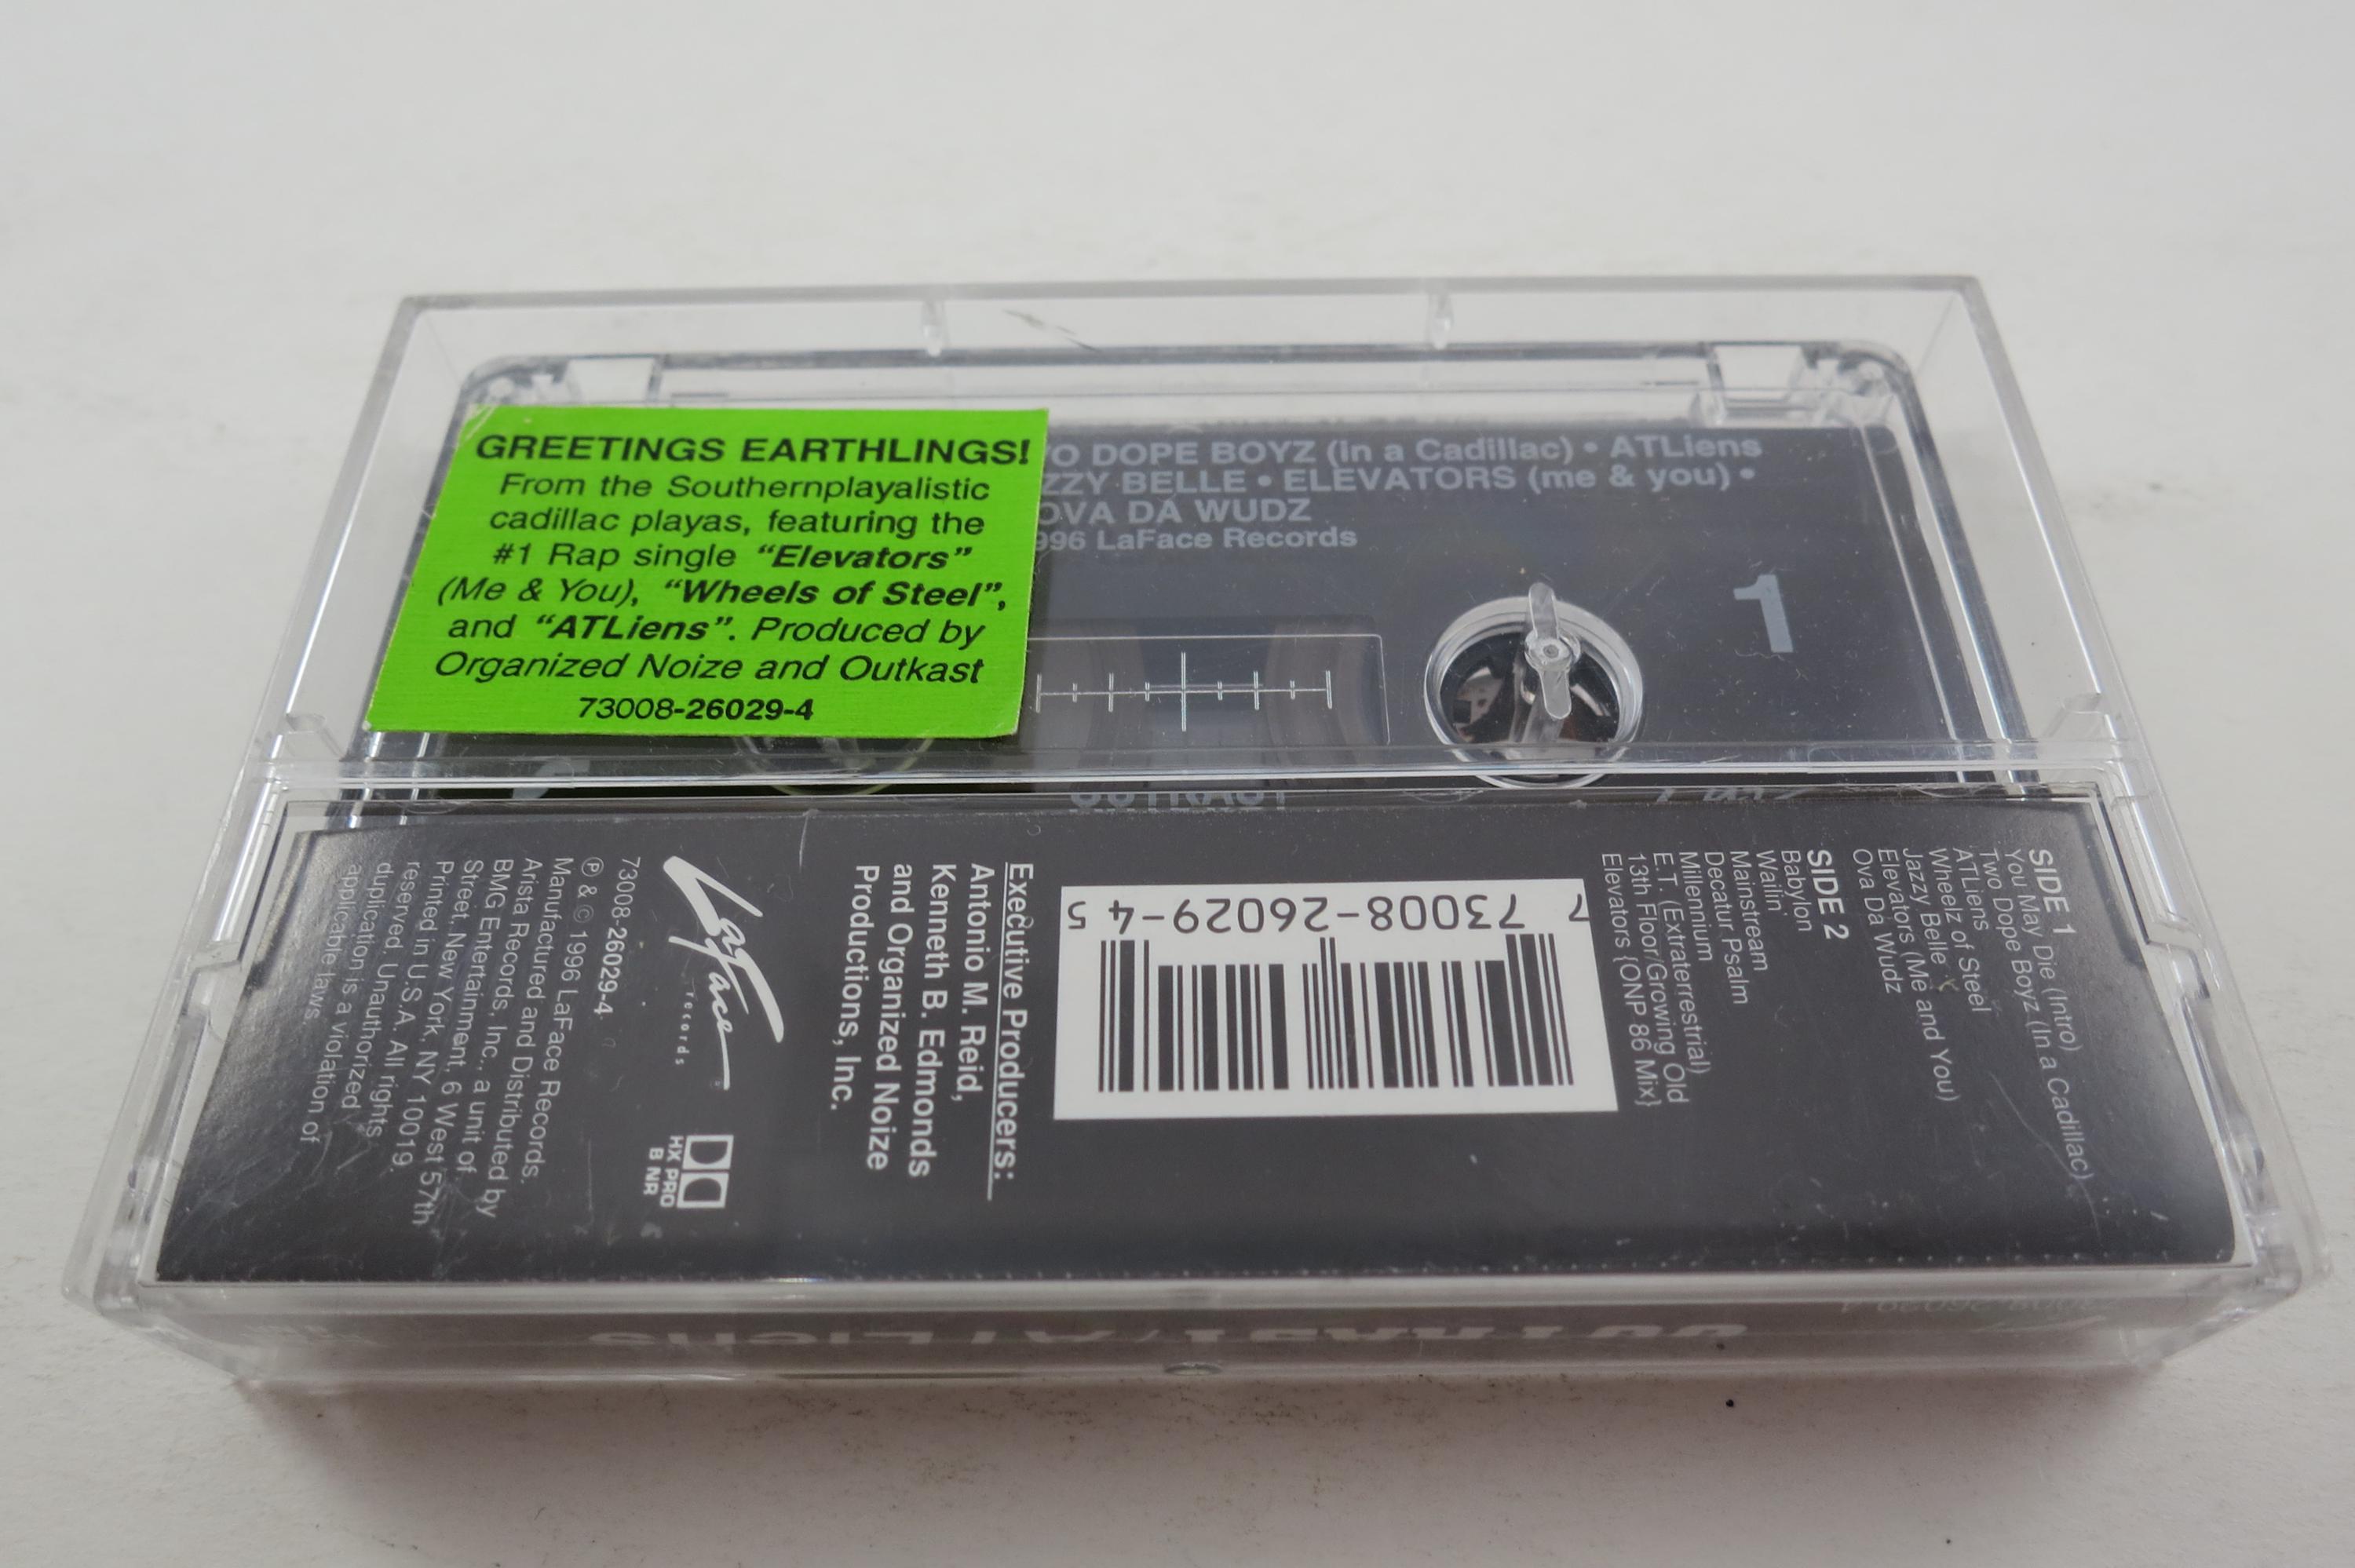 GREETINGS EARTHLINGS!
From the Southernplayalistic
cadillac playas, featuring the
#1 Rap single “Elevators”
(Me & You), “Wheels of Steel”,
and “ATLiens”. Produced by
Organized Noize and Outkast
73008-26029-4
DOPE BOYZ (in a Cadillac) • ATLiens
BELLE • ELEVATORS (me & you) •
OVA DA WUDZ
LaFace Records
1
OUTKAST
SIDE 1
You May Die (Intro)
Two Dope Boyz (In a Cadillac)
ATLiens
Wheelz of Steel
Jazzy Belle
Elevators (Me and You)
Ova Da Wudz
SIDE 2
Babylon
Wailin'
Mainstream
Decatur Psalm
Millennium
E.T. (Extraterrestrial)
13th Floor/Growing Old
Elevators {ONP 86 Mix}
7 73008-26029-4 5
Executive Producers:
Antonio M. Reid,
Kenneth B. Edmonds
and Organized Noize
Productions, Inc.
LaFace
records
HX PRO
B NR
73008-26029-4
℗ & © 1996 LaFace Records.
Manufactured and Distributed by
Arista Records, Inc., a unit of
BMG Entertainment, 6 West 57th
Street, New York, NY 10019.
Printed in U.S.A. All rights
reserved. Unauthorized
duplication is a violation of
applicable laws.
OUTKAST/ATLiens